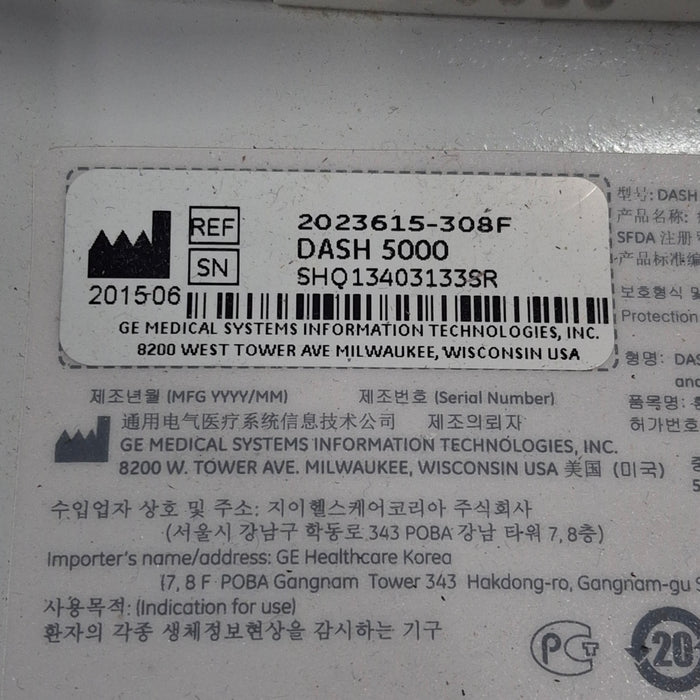 REF 2023615-308F
DASH 5000
SN SHQ13403133SR
2015-06
GE MEDICAL SYSTEMS INFORMATION TECHNOLOGIES, INC.
8200 WEST TOWER AVE MILWAUKEE, WISCONSIN USA
型号: DASH
产品名称:
SFDA 注册
产品标准编
보호형식 및
Protection
형명: DAS
and
품목명:
허가번호
제조년월 (MFG YYYY/MM) 제조번호 (Serial Number)
通用电气医疗系统信息技术公司 제조의뢰자
GE MEDICAL SYSTEMS INFORMATION TECHNOLOGIES, INC.
8200 W. TOWER AVE. MILWAUKEE, WISCONSIN USA 美国 (미국)
수입업자 상호 및 주소: 지이헬스케어코리아 주식회사
(서울시 강남구 학동로 343 POBA 강남 타워 7, 8층)
Importer's name/address: GE Healthcare Korea
(7, 8 F POBA Gangnam Tower 343 Hakdong-ro, Gangnam-gu S
사용목적: (Indication for use)
환자의 각종 생체정보현상을 감시하는 기구
20